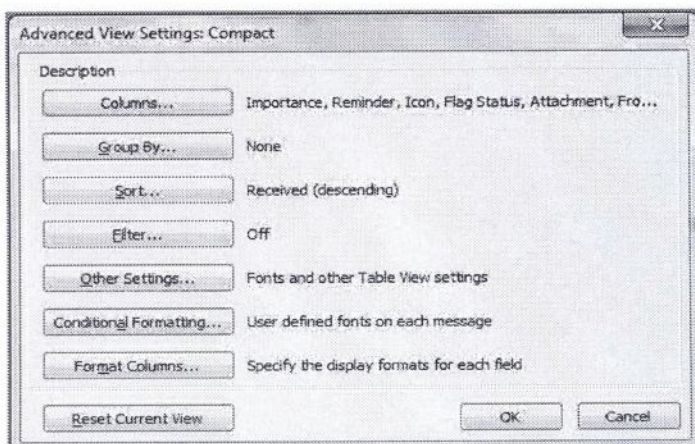 Advanced View Settings: Compact
Description
Columns... Importance, Reminder, Icon, Flag Status, Attachment, Fro...
Group By... None
Sort... Received (descending)
Filter... Off
Other Settings... Fonts and other Table View settings
Conditional Formatting... User defined fonts on each message
Format Columns... Specify the display formats for each field
Reset Current View OK Cancel